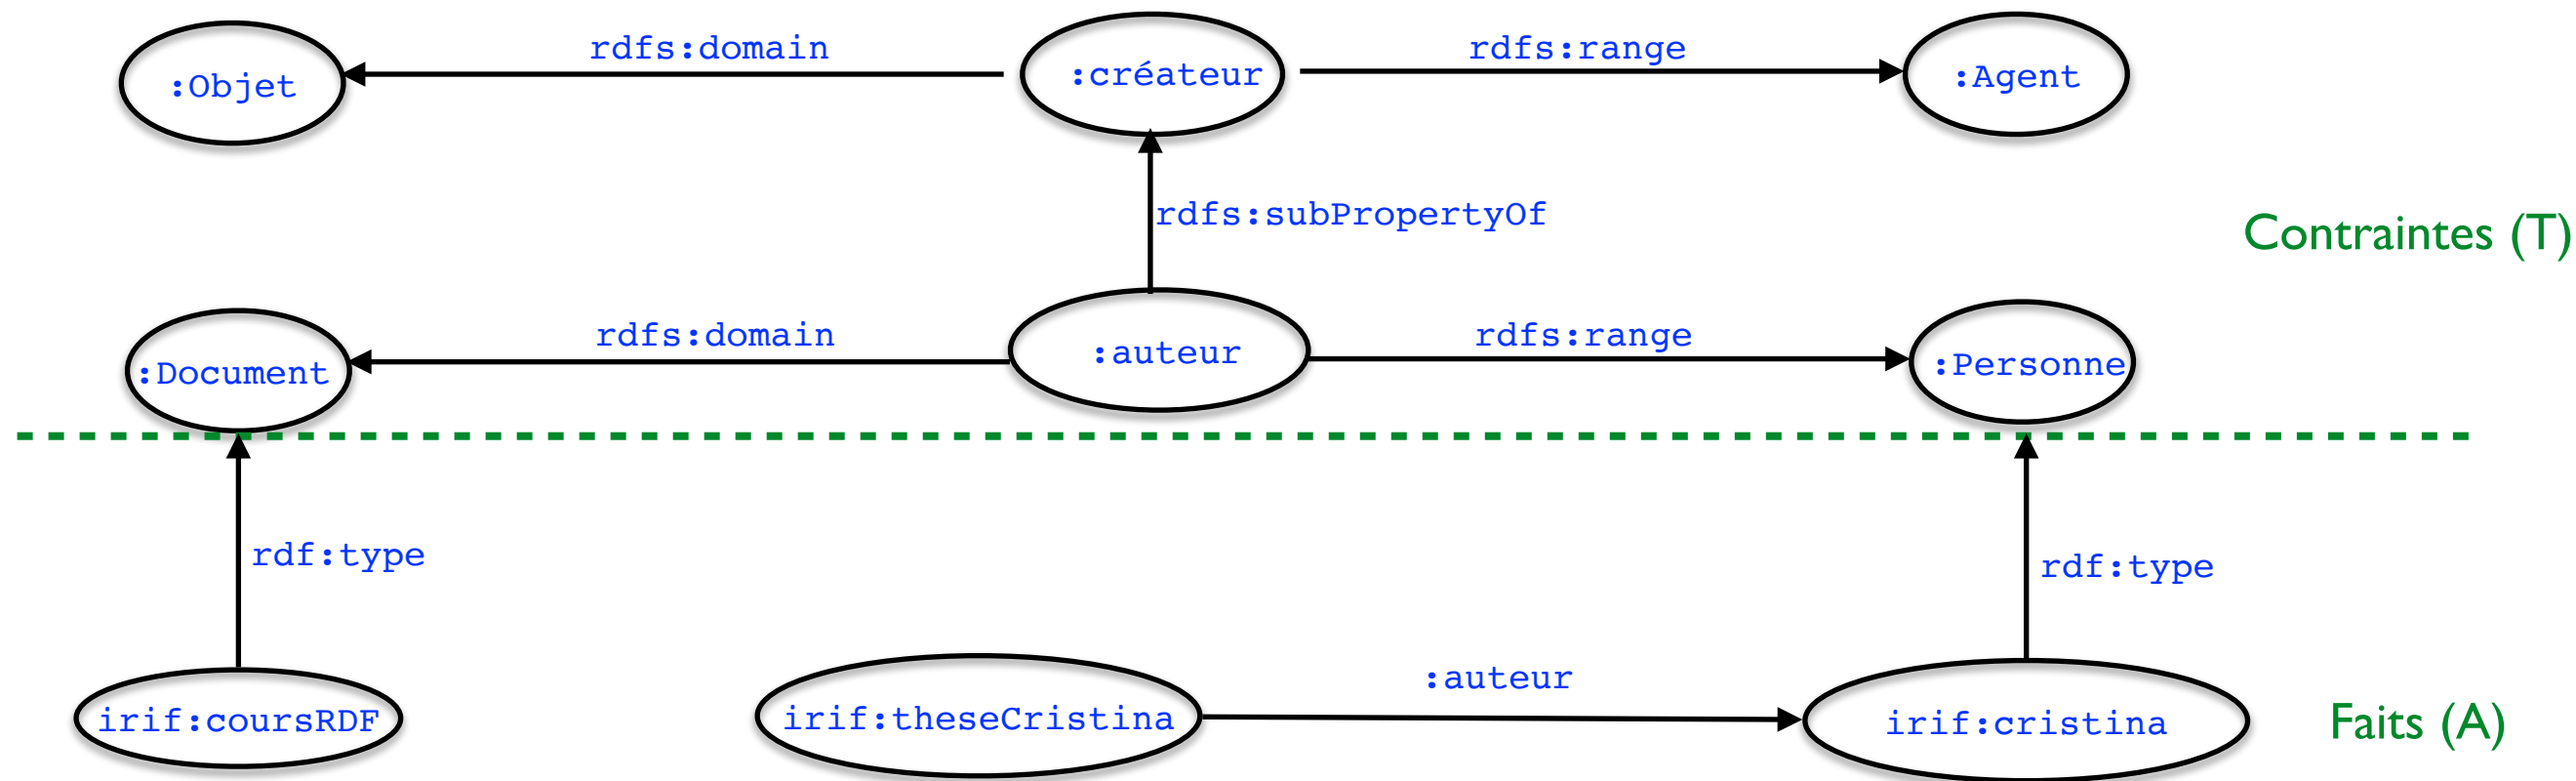 rdfs:domain
rdfs:range
:Objet
:créateur
:Agent
rdfs:subPropertyOf
Contraintes (T)
rdfs:domain
rdfs:range
:Document
:auteur
:Personne
rdf:type
rdf:type
:auteur
irif:coursRDF
irif:theseCristina
irif:cristina
Faits (A)